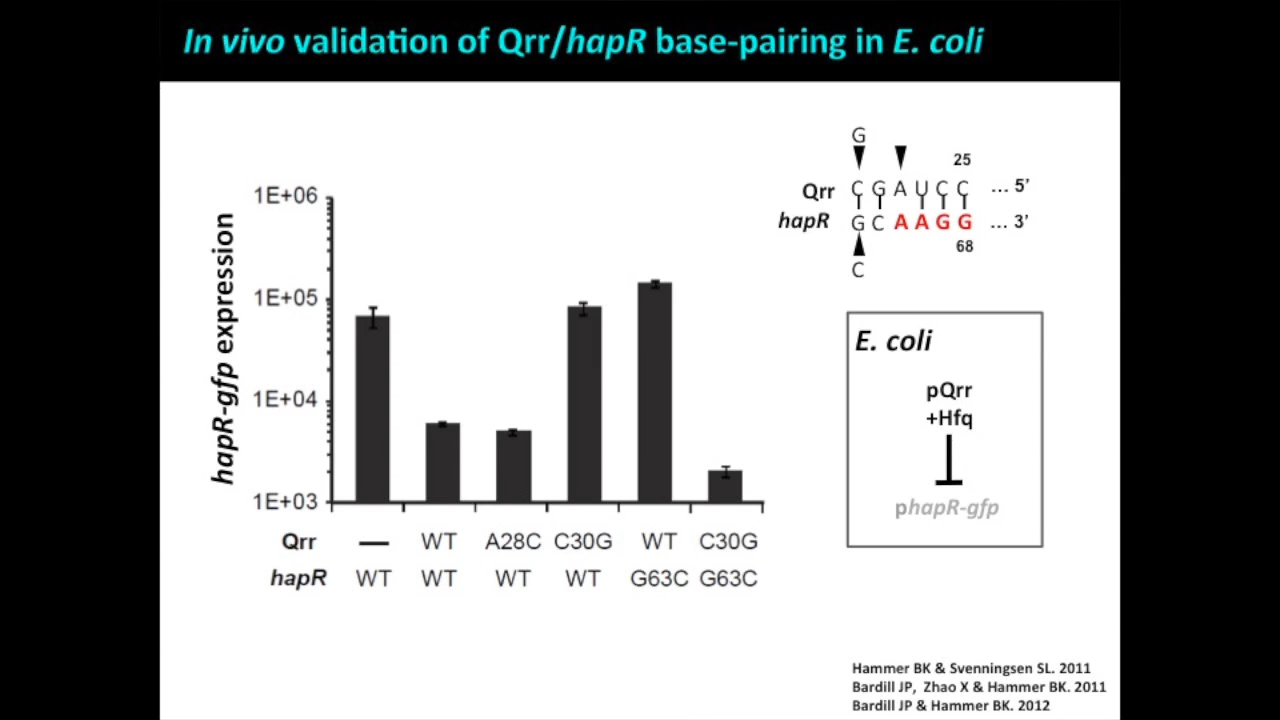 In vivo validation of Qrr/hapR base-pairing in E. coli
hapR-gfp expression
1E+06
1E+05
1E+04
1E+03
Qrr — WT A28C C30G WT C30G
hapR WT WT WT WT G63C G63C
G
25
Qrr C G A U C C ... 5’
hapR G C A A G G ... 3’
68
C
E. coli
pQrr
+Hfq
phapR-gfp
Hammer BK & Svenningsen SL. 2011
Bardill JP, Zhao X & Hammer BK. 2011
Bardill JP & Hammer BK. 2012